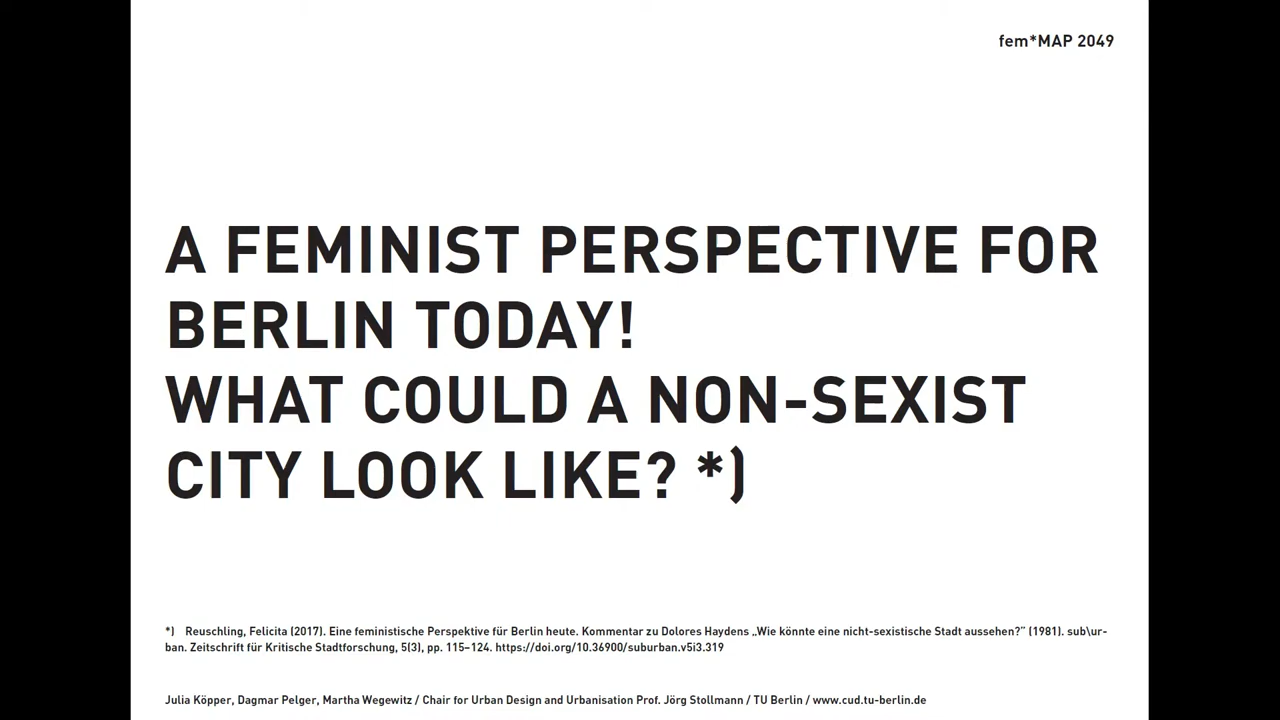 fem*MAP 2049
A FEMINIST PERSPECTIVE FOR
BERLIN TODAY!
WHAT COULD A NON-SEXIST
CITY LOOK LIKE? *)
*) Reuschling, Felicita (2017). Eine feministische Perspektive für Berlin heute. Kommentar zu Dolores Haydens „Wie könnte eine nicht-sexistische Stadt aussehen?” (1981). sub\ur-
ban. Zeitschrift für Kritische Stadtforschung, 5(3), pp. 115–124. https://doi.org/10.36900/suburban.v5i3.319
Julia Köpper, Dagmar Pelger, Martha Wegewitz / Chair for Urban Design and Urbanisation Prof. Jörg Stollmann / TU Berlin / www.cud.tu-berlin.de